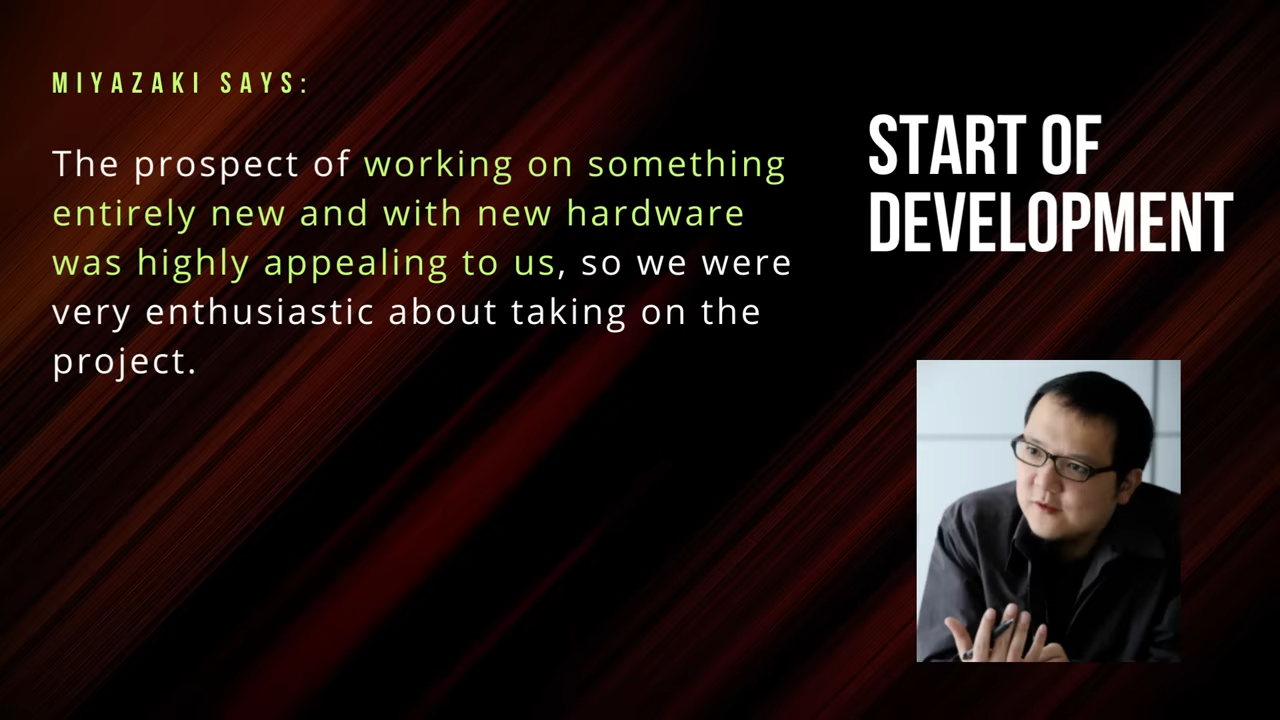 MIYAZAKI SAYS:
The prospect of working on something
entirely new and with new hardware
was highly appealing to us, so we were
very enthusiastic about taking on the
project.
START OF
DEVELOPMENT